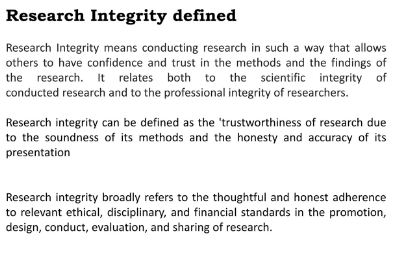 Research Integrity defined
Research Integrity means conducting research in such a way that allows
others to have confidence and trust in the methods and the findings of
the research. It relates both to the scientific integrity of
conducted research and to the professional integrity of researchers.
Research integrity can be defined as the 'trustworthiness of research due
to the soundness of its methods and the honesty and accuracy of its
presentation
Research integrity broadly refers to the thoughtful and honest adherence
to relevant ethical, disciplinary, and financial standards in the promotion,
design, conduct, evaluation, and sharing of research.